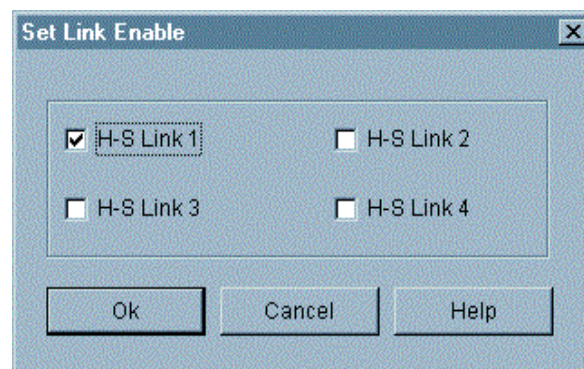 Set Link Enable
H-S Link 1
H-S Link 2
H-S Link 3
H-S Link 4
Ok
Cancel
Help